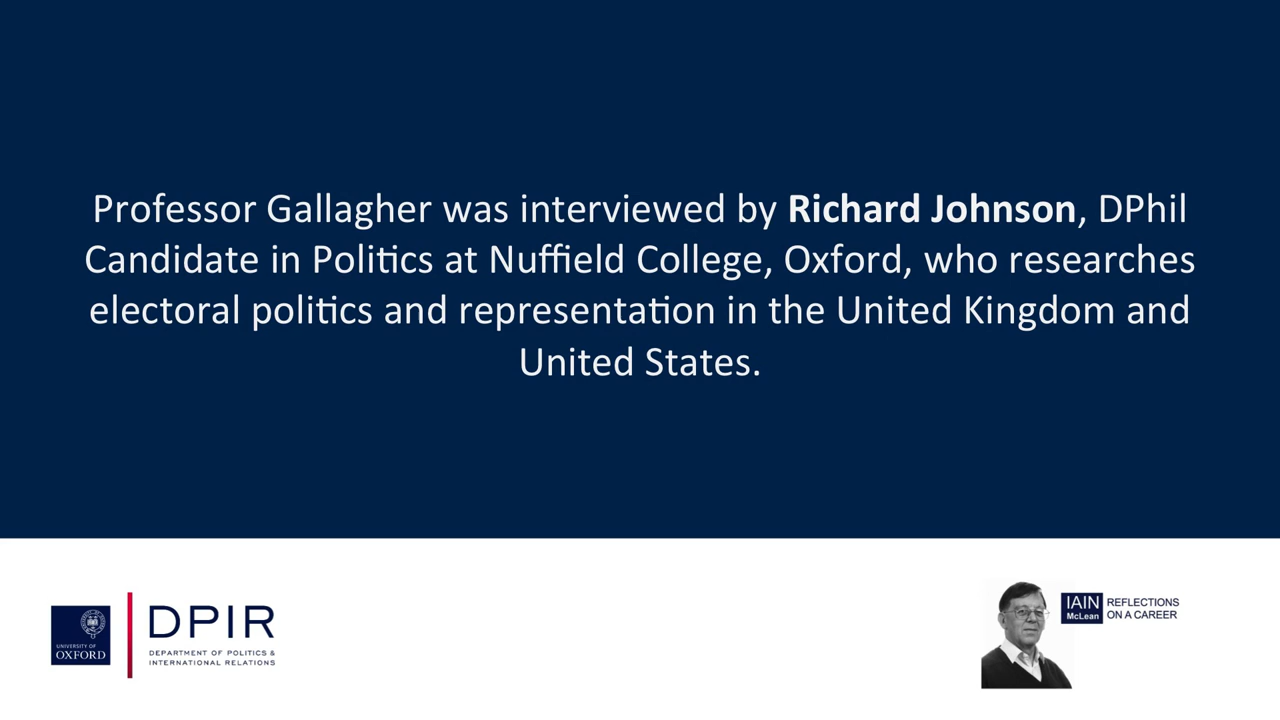 Professor Gallagher was interviewed by Richard Johnson, DPhil
Candidate in Politics at Nuffield College, Oxford, who researches
electoral politics and representation in the United Kingdom and
United States.
UNIVERSITY OF
OXFORD
DPIR
DEPARTMENT OF POLITICS &
INTERNATIONAL RELATIONS
IAIN
McLean
REFLECTIONS
ON A CAREER